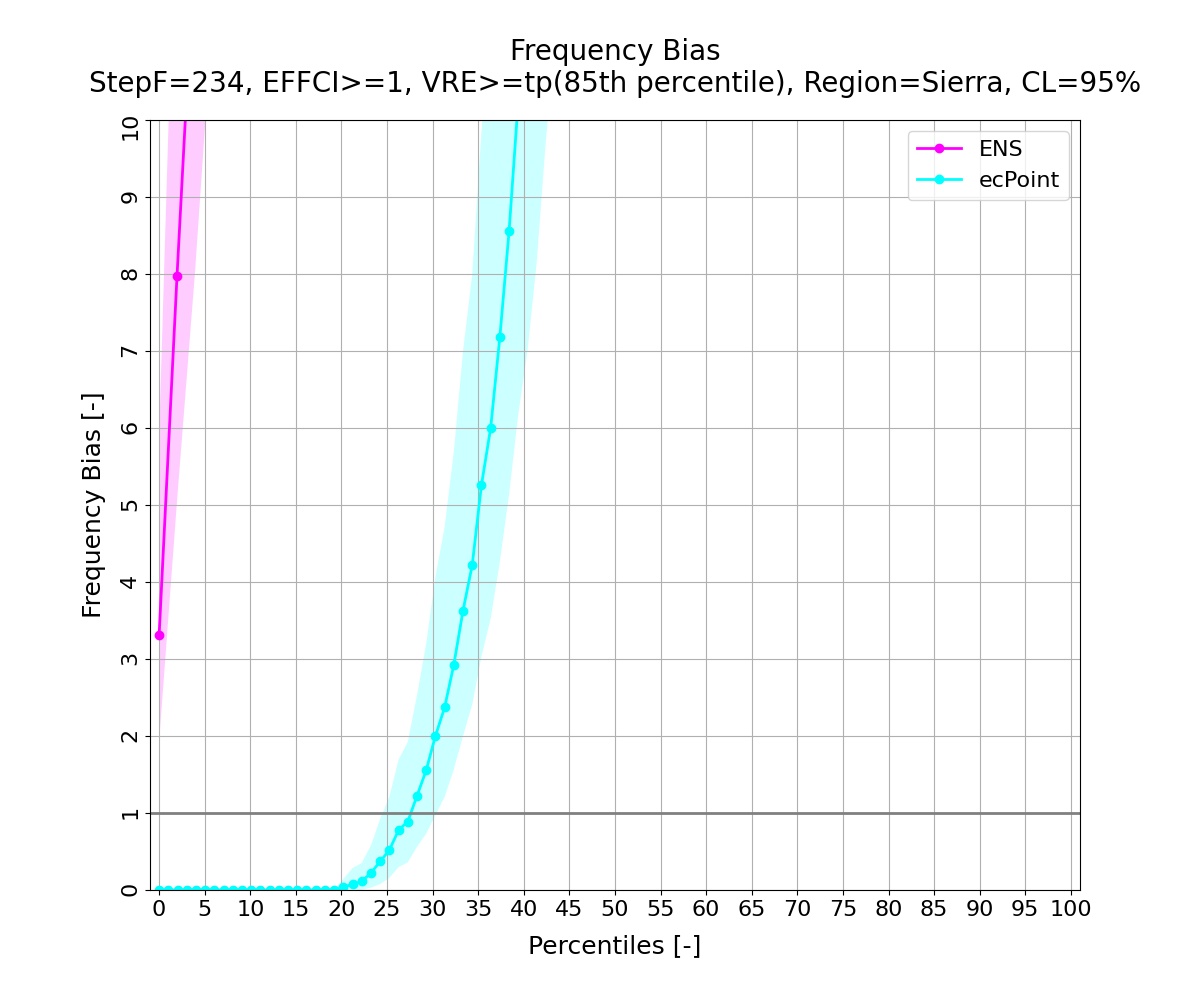 Frequency Bias
StepF=234, EFFCI>=1, VRE>=tp(85th percentile), Region=Sierra, CL=95%
ENS
ecPoint
Frequency Bias [-]
10
9
8
7
6
5
4
3
2
1
0
0 5 10 15 20 25 30 35 40 45 50 55 60 65 70 75 80 85 90 95 100
Percentiles [-]